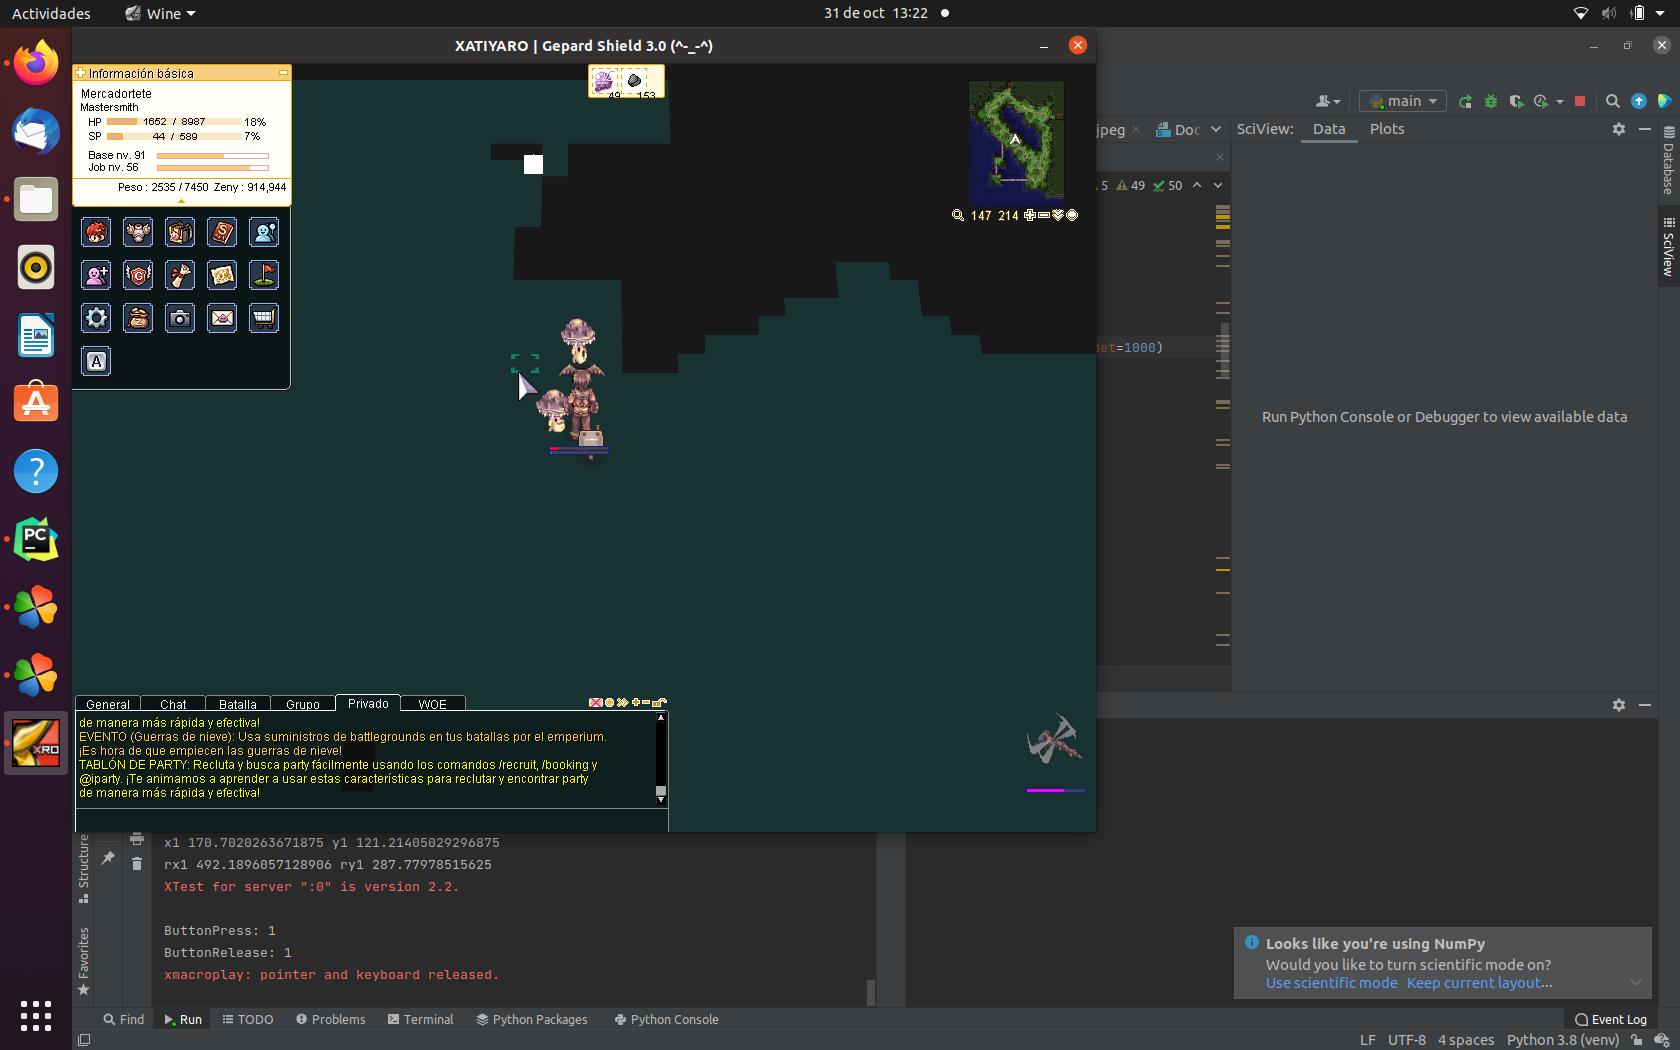 Actividades
Wine
31 de oct 13:22
XATIYARO | Gepard Shield 3.0 (^-_-^)
Información básica
Mercadortete
Mastersmith
HP 1652 / 8987 18%
SP 44 / 589 7%
Base nv. 91
Job nv. 56
Peso : 2535 / 7450 Zeny : 914,944
49 153
147 214
A
main
jpeg
Doc
SciView: Data Plots
5 49 50
det=1000)
Run Python Console or Debugger to view available data
Database
SciView
PC
XRO
General Chat Batalla Grupo Privado WOE
de manera más rápida y efectiva!
EVENTO (Guerras de nieve): Usa suministros de battlegrounds en tus batallas por el emperium.
¡Es hora de que empiecen las guerras de nieve!
TABLÓN DE PARTY: Recluta y busca party fácilmente usando los comandos /recruit, /booking y
@iparty. ¡Te animamos a aprender a usar estas características para reclutar y encontrar party
de manera más rápida y efectiva!
x1 170.7020263671875 y1 121.21405029296875
rx1 492.1896057128906 ry1 287.77978515625
XTest for server ":0" is version 2.2.
ButtonPress: 1
ButtonRelease: 1
xmacroplay: pointer and keyboard released.
Structure
Favorites
Looks like you're using NumPy
Would you like to turn scientific mode on?
Use scientific mode Keep current layout...
Find Run TODO Problems Terminal Python Packages Python Console
Event Log
LF UTF-8 4 spaces Python 3.8 (venv)